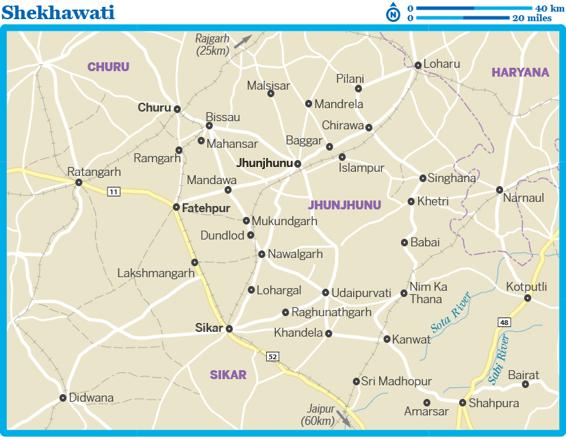 Shekhawati
N
0 40 km
0 20 miles
Rajgarh
(25km)
CHURU
Loharu
HARYANA
Pilani
Malsisar
Mandrela
Churu
Bissau
Chirawa
Mahansar
Baggar
Ramgarh
Jhunjhunu
Islampur
Ratangarh
Mandawa
Singhana
11
Narnaul
Fatehpur
JHUNJHUNU
Khetri
Mukundgarh
Dundlod
Babai
Nawalgarh
Lakshmangarh
Lohargal
Udaipurvati
Nim Ka
Thana
Kotputli
Raghunathgarh
Sota River
48
Sikar
Khandela
Kanwat
52
Sabi River
SIKAR
Sri Madhopur
Bairat
Didwana
Jaipur
(60km)
Amarsar
Shahpura